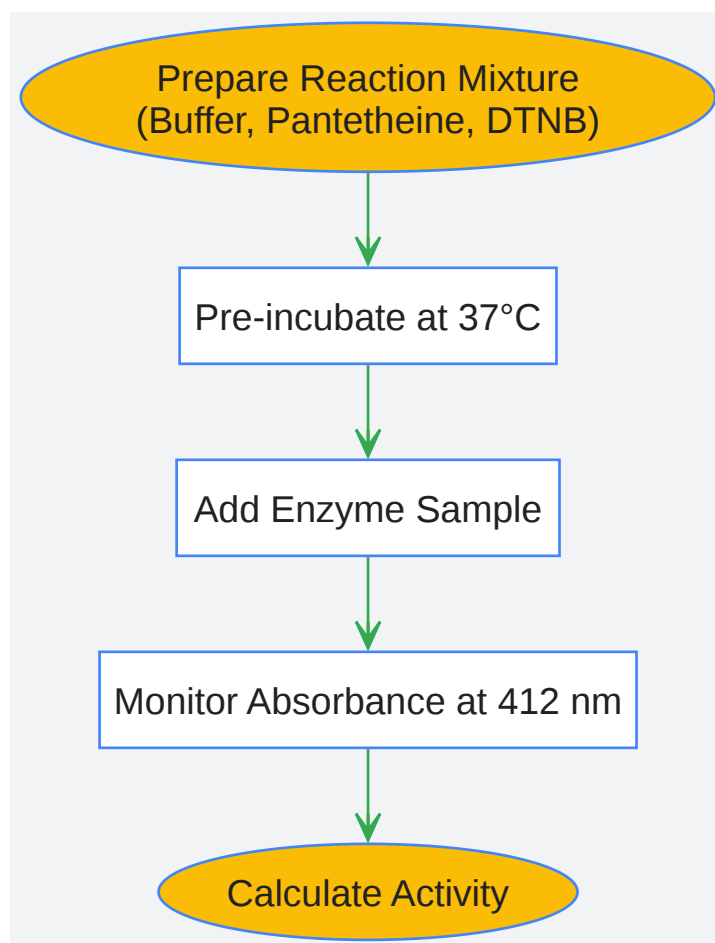 Prepare Reaction Mixture
(Buffer, Pantetheine, DTNB)
Pre-incubate at 37°C
Add Enzyme Sample
Monitor Absorbance at 412 nm
Calculate Activity